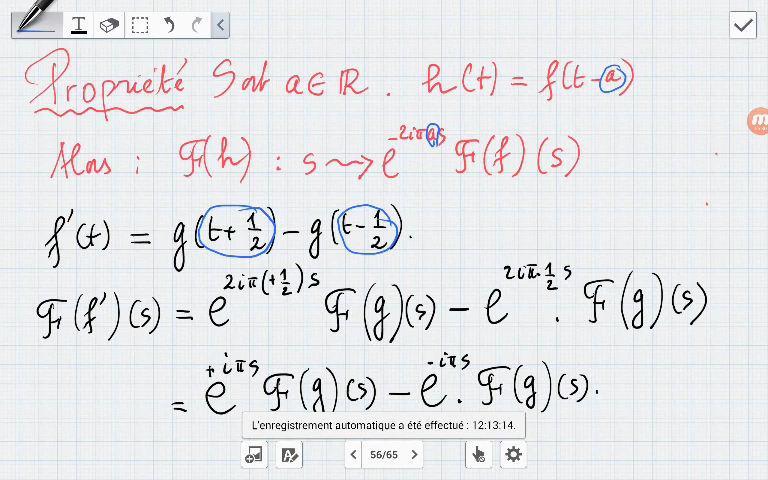 T
Propriété Soit a ∈ ℝ. h(t) = f(t-a)
Alors : F(h) : s ⇝ e^{-2iπas} F(f)(s)
f'(t) = g(t+1/2) - g(t-1/2).
F(f')(s) = e^{2iπ(+1/2)s} F(g)(s) - e^{2iπ-1/2 s}. F(g)(s)
= e^{+iπs} F(g)(s) - e^{-iπs}. F(g)(s).
L'enregistrement automatique a été effectué : 12:13:14.
A
56/65
m